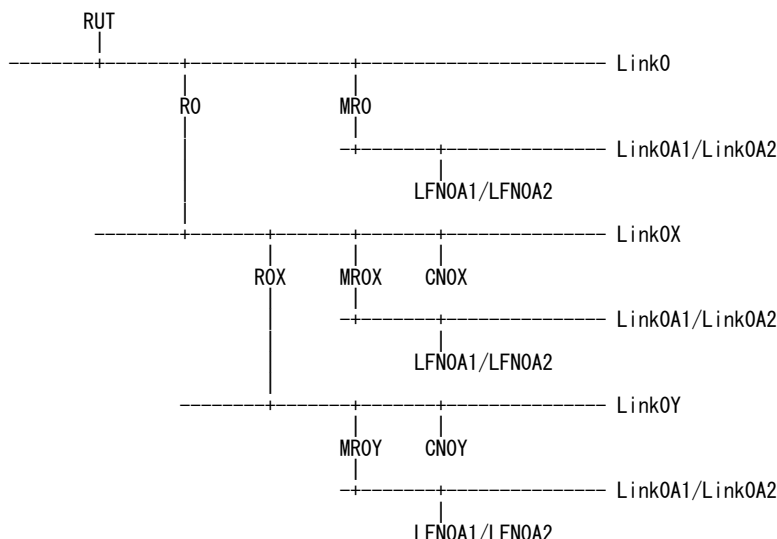 RUT
Link0
R0 MR0
Link0A1/Link0A2
LFN0A1/LFN0A2
Link0X
R0X MR0X CN0X
Link0A1/Link0A2
LFN0A1/LFN0A2
Link0Y
MR0Y CN0Y
Link0A1/Link0A2
LFN0A1/LFN0A2